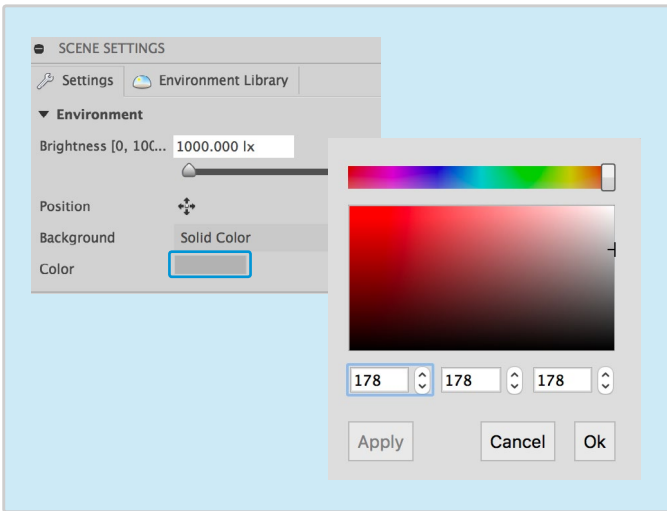 SCENE SETTINGS
Settings
Environment Library
Environment
Brightness [0, 10(... 1000.000 lx
Position
Background Solid Color
Color
178 178 178
Apply Cancel Ok